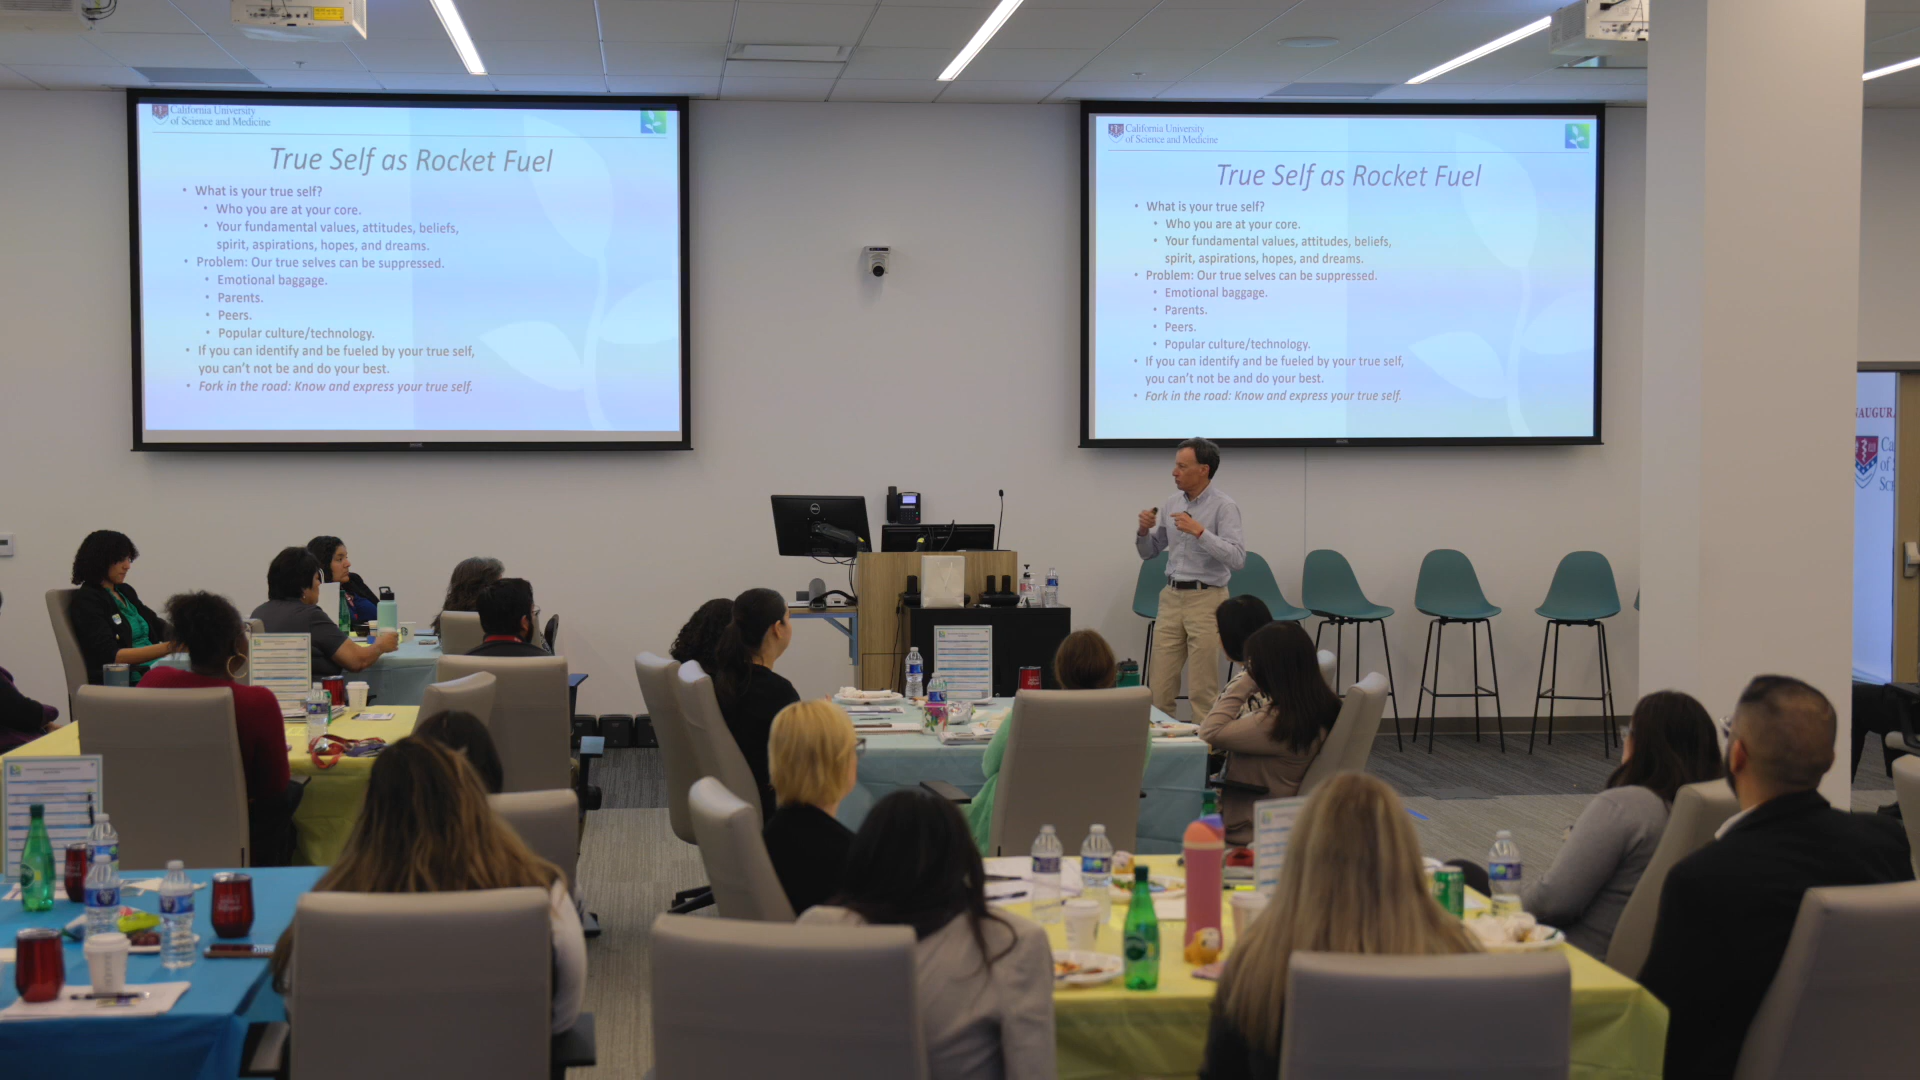 California University
of Science and Medicine
True Self as Rocket Fuel
• What is your true self?
• Who you are at your core.
• Your fundamental values, attitudes, beliefs,
spirit, aspirations, hopes, and dreams.
• Problem: Our true selves can be suppressed.
• Emotional baggage.
• Parents.
• Peers.
• Popular culture/technology.
• If you can identify and be fueled by your true self,
you can't not be and do your best.
• Fork in the road: Know and express your true self.
California University
of Science and Medicine
True Self as Rocket Fuel
• What is your true self?
• Who you are at your core.
• Your fundamental values, attitudes, beliefs,
spirit, aspirations, hopes, and dreams.
• Problem: Our true selves can be suppressed.
• Emotional baggage.
• Parents.
• Peers.
• Popular culture/technology.
• If you can identify and be fueled by your true self,
you can't not be and do your best.
• Fork in the road: Know and express your true self.
NAUGUR
Ca
of
Sc
DELL